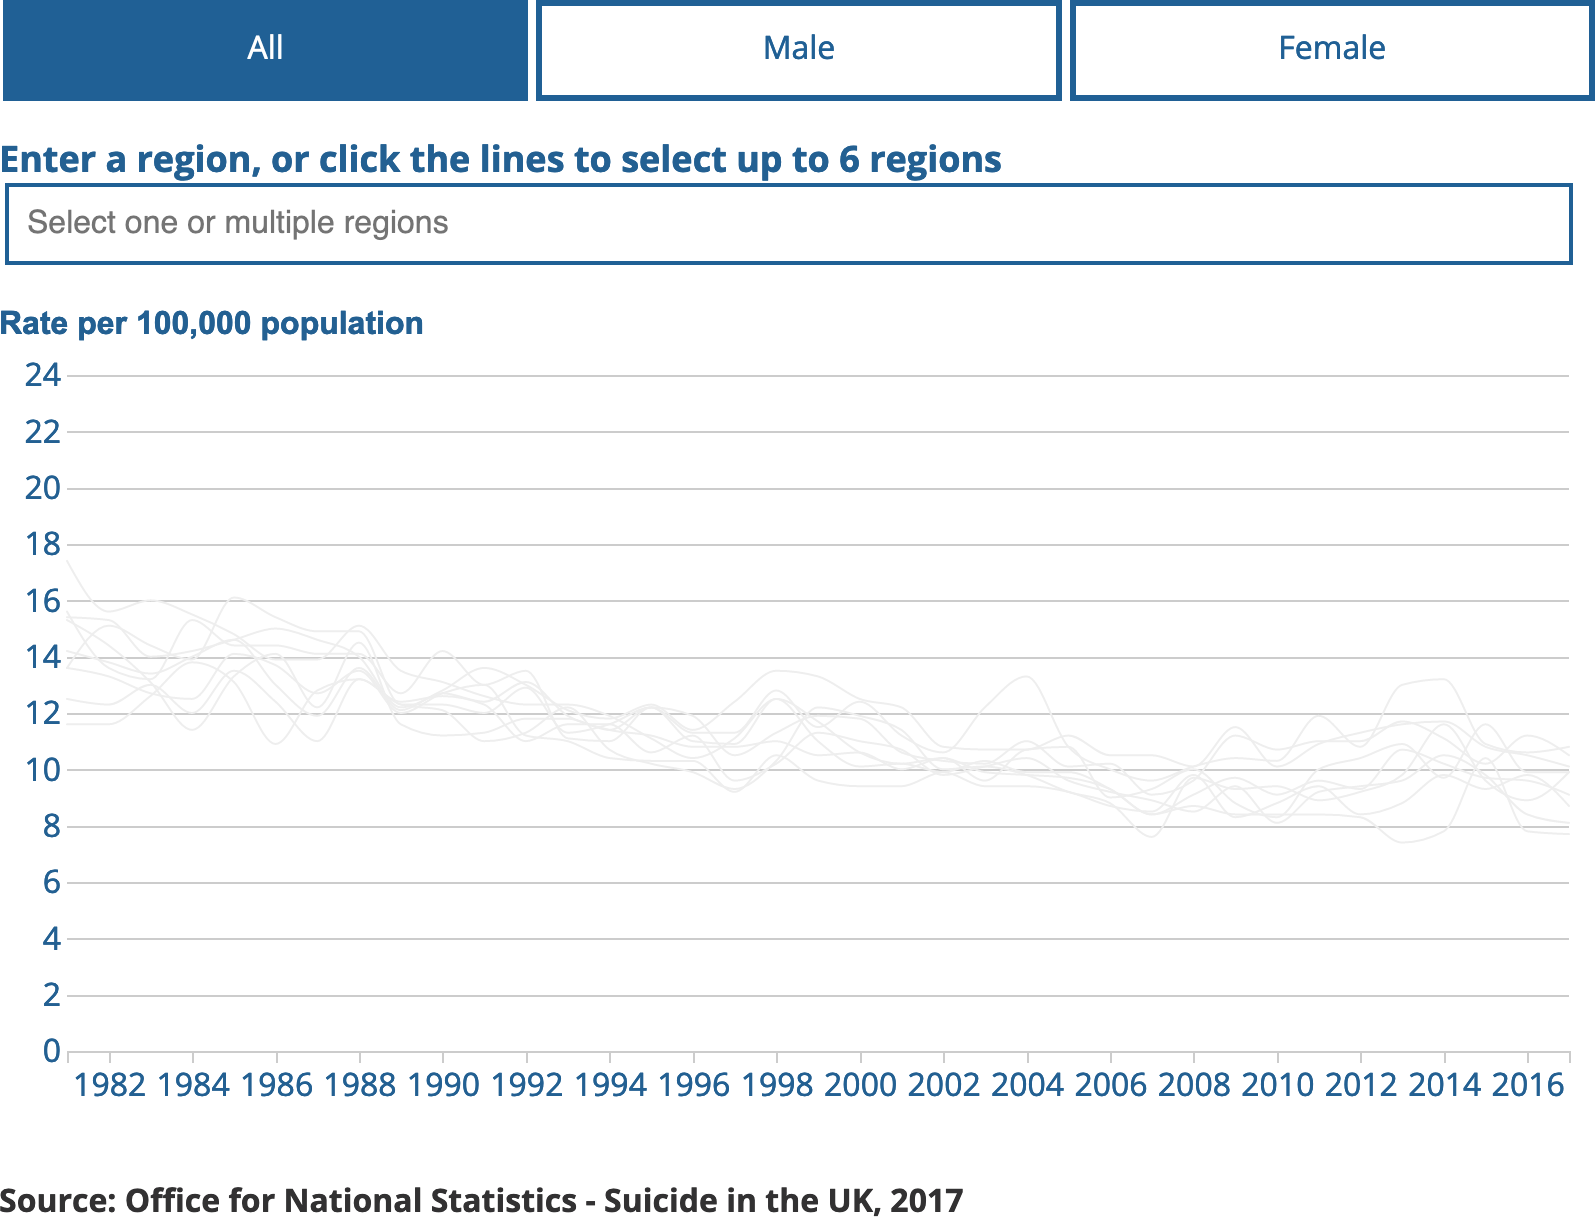 All Male Female
Enter a region, or click the lines to select up to 6 regions
Select one or multiple regions
Rate per 100,000 population
24
22
20
18
16
14
12
10
8
6
4
2
0
1982 1984 1986 1988 1990 1992 1994 1996 1998 2000 2002 2004 2006 2008 2010 2012 2014 2016
Source: Office for National Statistics - Suicide in the UK, 2017